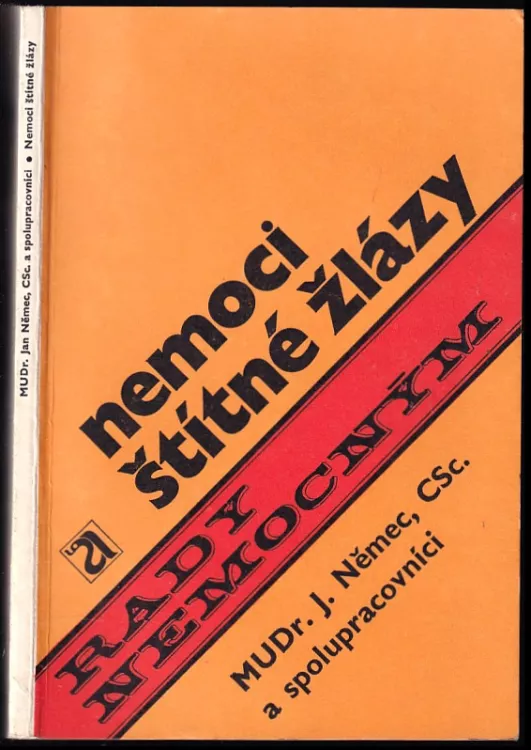 MUDr. Jan Němec, CSc. a spolupracovníci • Nemoci štítné žlázy
nemoci
štítné žlázy
RADY
NEMOCNÝM
MUDr. J. Němec, CSc.
a spolupracovníci